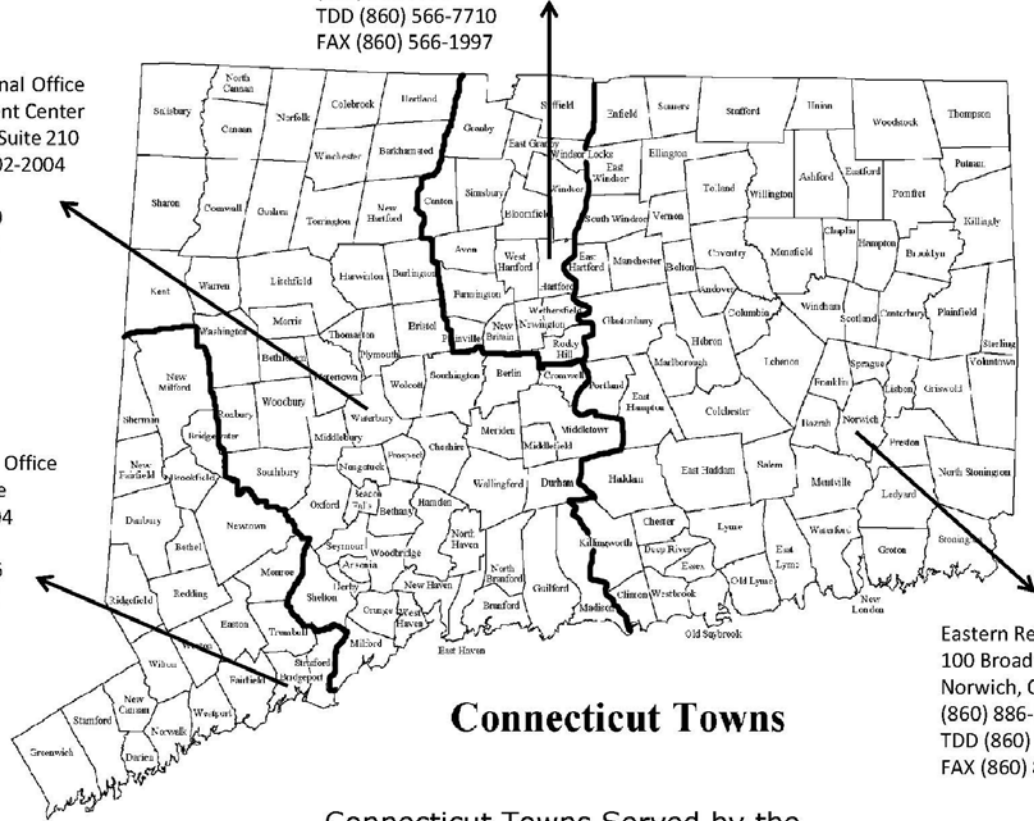 TDD (860) 566-7710
FAX (860) 566-1997
nal Office
nt Center
Suite 210
02-2004
Office
Eastern Re
100 Broad
Norwich, C
(860) 886-
TDD (860)
FAX (860)
Connecticut Towns
Connecticut Towns Served by the
Salisbury
North Canaan
Canaan
Norfolk
Colebrook
Hartland
Granby
Suffield
East Granby
Windsor Locks
Enfield
Somers
Stafford
Union
Woodstock
Thompson
Winchester
Barkhamsted
East Windsor
Ellington
Putnam
Sharon
Cornwall
Goshen
Torrington
New Hartford
Canton
Simsbury
Bloomfield
Windsor
South Windsor
Vernon
Tolland
Willington
Ashford
Eastford
Pomfret
Killingly
Kent
Warren
Litchfield
Harwinton
Burlington
Avon
West Hartford
Hartford
East Hartford
Manchester
Bolton
Coventry
Mansfield
Chaplin
Hampton
Brooklyn
Washington
Morris
Thomaston
Bristol
Farmington
Plainville
New Britain
Newington
Wethersfield
Rocky Hill
Glastonbury
Andover
Columbia
Hebron
Windham
Scotland
Canterbury
Plainfield
Sterling
Voluntown
New Milford
Bethlehem
Watertown
Plymouth
Wolcott
Southington
Berlin
Cromwell
Portland
East Hampton
Marlborough
Lebanon
Franklin
Sprague
Lisbon
Griswold
Sherman
Roxbury
Woodbury
Waterbury
Middlebury
Cheshire
Meriden
Middlefield
Middletown
Colchester
Bozrah
Norwich
Preston
Bridgewater
New Fairfield
Brookfield
Southbury
Naugatuck
Prospect
Wallingford
Durham
Haddam
East Haddam
Salem
Montville
Ledyard
North Stonington
Danbury
Newtown
Oxford
Beacon Falls
Bethany
Hamden
North Haven
Killingworth
Chester
Deep River
Essex
Lyme
East Lyme
Waterford
Groton
Stonington
Bethel
Monroe
Seymour
Woodbridge
Ansonia
Derby
New Haven
North Branford
Guilford
Branford
Madison
Clinton
Westbrook
Old Lyme
New London
Ridgefield
Redding
Easton
Shelton
Orange
West Haven
East Haven
Old Saybrook
Trumbull
Milford
Wilton
Weston
Fairfield
Stratford
Bridgeport
New Canaan
Westport
Stamford
Norwalk
Greenwich
Darien